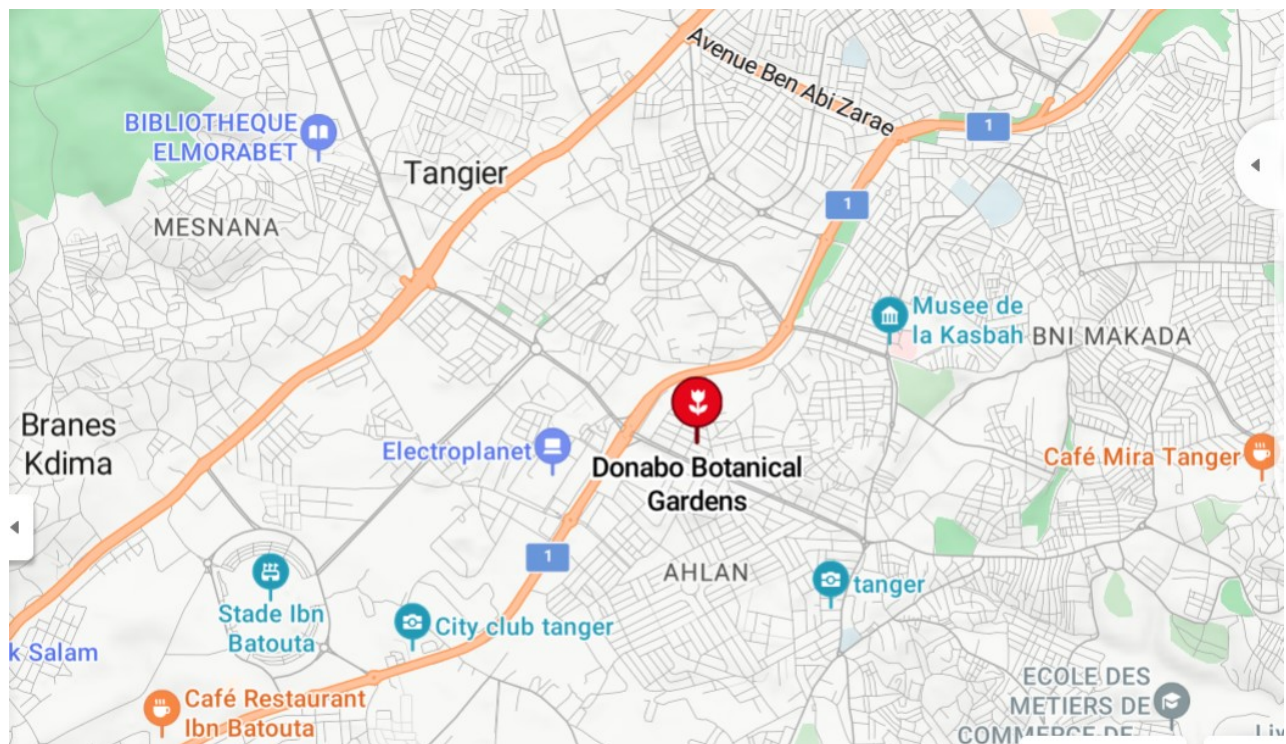 Avenue Ben Abi Zarae
1
BIBLIOTHEQUE
ELMORABET
Tangier
1
MESNANA
Musee de
la Kasbah
BNI MAKADA
Branes
Kdima
Electroplanet
Donabo Botanical
Gardens
Café Mira Tanger
1
AHLAN
tanger
Stade Ibn
Batouta
City club tanger
k Salam
Café Restaurant
Ibn Batouta
ECOLE DES
METIERS DE
COMMERCE DE